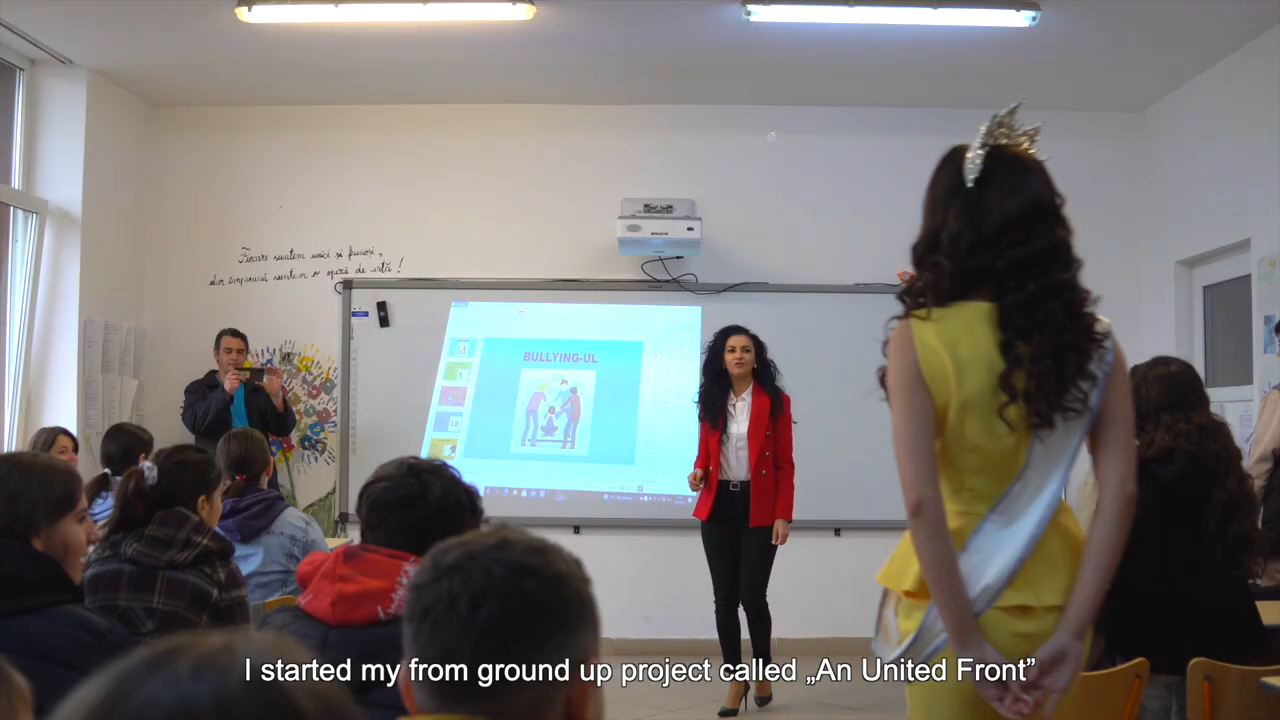 Fiecare suntem unici și frumoși,
dar împreună suntem o operă de artă!
BULLYING-UL
I started my from ground up project called „An United Front”